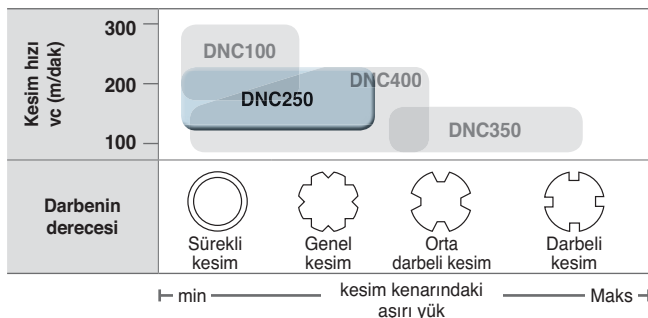 Kesim hızı
vc (m/dak)
300
200
100
DNC100
DNC400
DNC250
DNC350
Darbenin
derecesi
Sürekli
kesim
Genel
kesim
Orta
darbeli kesim
Darbeli
kesim
min
kesim kenarındaki
aşırı yük
Maks